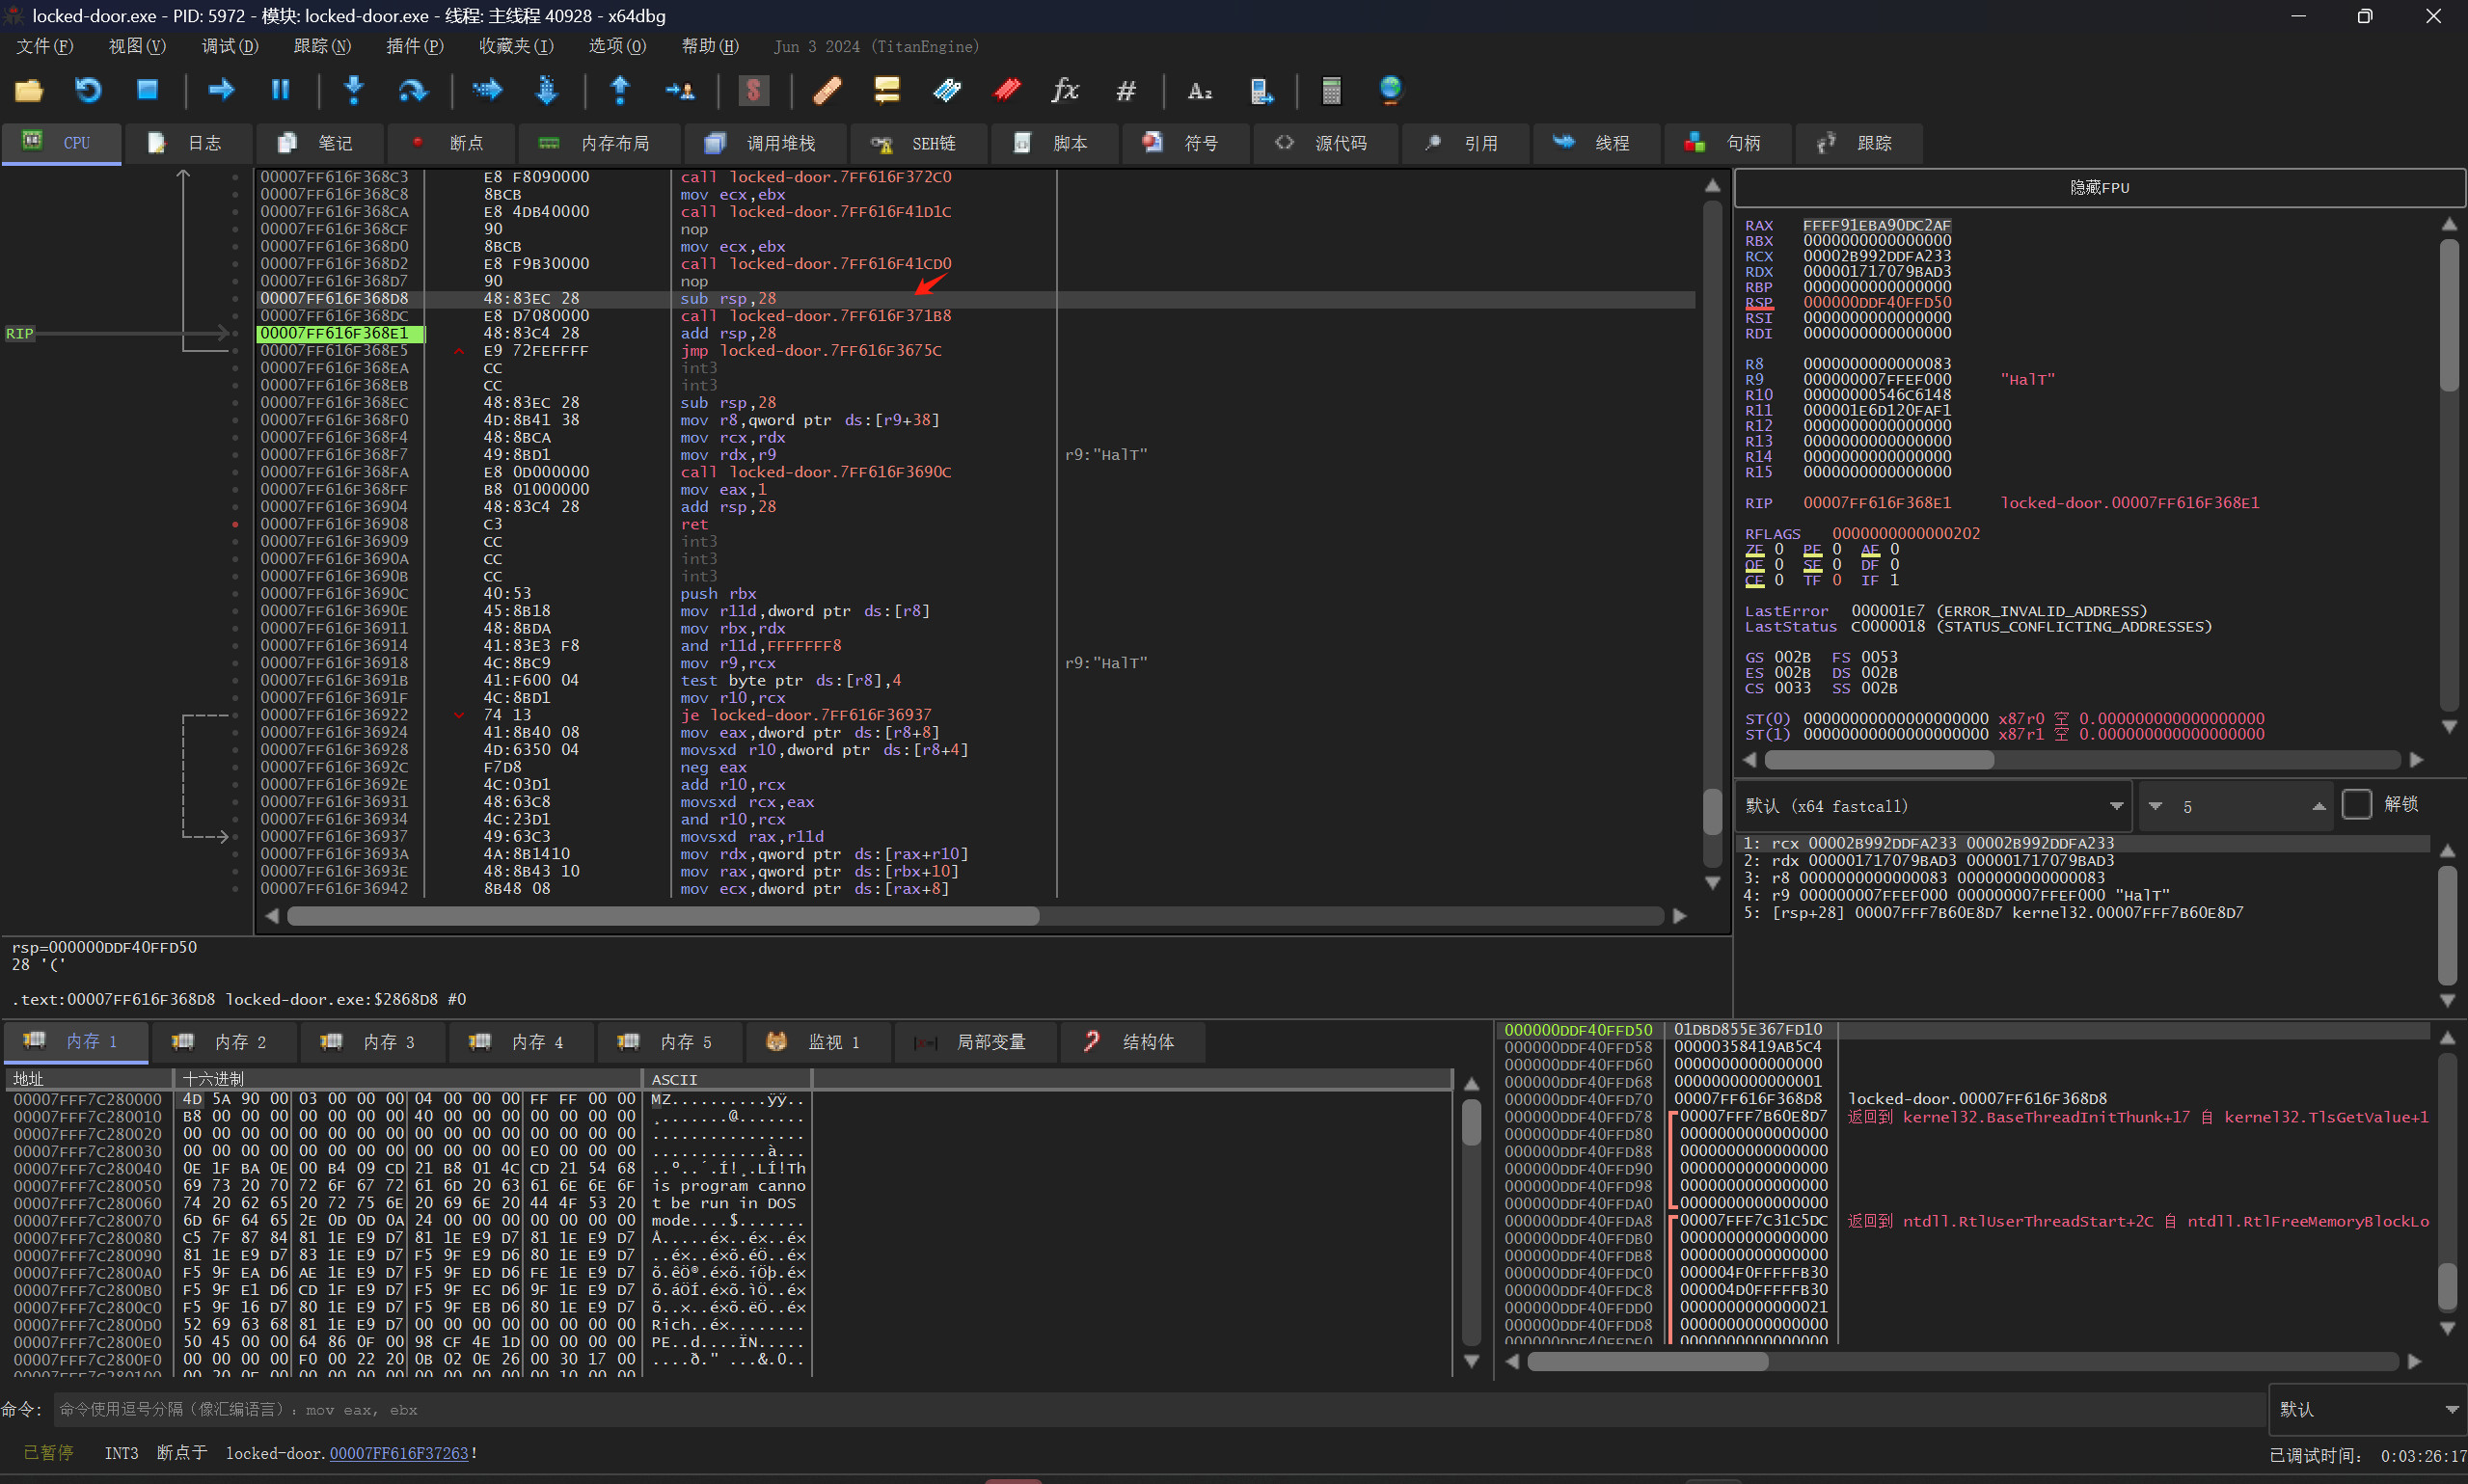 locked-door.exe - PID: 5972 - 模块: locked-door.exe - 线程: 主线程 40928 - x64dbg
文件(F) 视图(V) 调试(D) 跟踪(N) 插件(P) 收藏夹(I) 选项(O) 帮助(H) Jun 3 2024 (TitanEngine)
CPU 日志 笔记 断点 内存布局 调用堆栈 SEH链 脚本 符号 源代码 引用 线程 句柄 跟踪
00007FF616F368C3 E8 F8090000 call locked-door.7FF616F372C0
00007FF616F368C8 8BCB mov ecx,ebx
00007FF616F368CA E8 4DB40000 call locked-door.7FF616F41D1C
00007FF616F368CF 90 nop
00007FF616F368D0 8BCB mov ecx,ebx
00007FF616F368D2 E8 F9B30000 call locked-door.7FF616F41CD0
00007FF616F368D7 90 nop
00007FF616F368D8 48:83EC 28 sub rsp,28
00007FF616F368DC E8 D7080000 call locked-door.7FF616F371B8
RIP 00007FF616F368E1 48:83C4 28 add rsp,28
00007FF616F368E5 E9 72FEFFFF jmp locked-door.7FF616F3675C
00007FF616F368EA CC int3
00007FF616F368EB CC int3
00007FF616F368EC 48:83EC 28 sub rsp,28
00007FF616F368F0 4D:8B41 38 mov r8,qword ptr ds:[r9+38]
00007FF616F368F4 48:8BCA mov rcx,rdx
00007FF616F368F7 49:8BD1 mov rdx,r9 r9:"HalT"
00007FF616F368FA E8 0D000000 call locked-door.7FF616F3690C
00007FF616F368FF B8 01000000 mov eax,1
00007FF616F36904 48:83C4 28 add rsp,28
00007FF616F36908 C3 ret
00007FF616F36909 CC int3
00007FF616F3690A CC int3
00007FF616F3690B CC int3
00007FF616F3690C 40:53 push rbx
00007FF616F3690E 45:8B18 mov r11d,dword ptr ds:[r8]
00007FF616F36911 48:8BDA mov rbx,rdx
00007FF616F36914 41:83E3 F8 and r11d,FFFFFFF8
00007FF616F36918 4C:8BC9 mov r9,rcx r9:"HalT"
00007FF616F3691B 41:F600 04 test byte ptr ds:[r8],4
00007FF616F3691F 4C:8BD1 mov r10,rcx
00007FF616F36922 74 13 je locked-door.7FF616F36937
00007FF616F36924 41:8B40 08 mov eax,dword ptr ds:[r8+8]
00007FF616F36928 4D:6350 04 movsxd r10,dword ptr ds:[r8+4]
00007FF616F3692C F7D8 neg eax
00007FF616F3692E 4C:03D1 add r10,rcx
00007FF616F36931 48:63C8 movsxd rcx,eax
00007FF616F36934 4C:23D1 and r10,rcx
00007FF616F36937 49:63C3 movsxd rax,r11d
00007FF616F3693A 4A:8B1410 mov rdx,qword ptr ds:[rax+r10]
00007FF616F3693E 48:8B43 10 mov rax,qword ptr ds:[rbx+10]
00007FF616F36942 8B48 08 mov ecx,dword ptr ds:[rax+8]
隐藏FPU
RAX FFFF91EBA90DC2AF
RBX 0000000000000000
RCX 00002B992DDFA233
RDX 000001717079BAD3
RBP 0000000000000000
RSP 000000DDF40FFD50
RSI 0000000000000000
RDI 0000000000000000
R8 0000000000000083
R9 000000007FFEF000 "HalT"
R10 00000000546C6148
R11 000001E6D120FAF1
R12 0000000000000000
R13 0000000000000000
R14 0000000000000000
R15 0000000000000000
RIP 00007FF616F368E1 locked-door.00007FF616F368E1
RFLAGS 0000000000000202
ZF 0 PF 0 AF 0
OF 0 SF 0 DF 0
CF 0 TF 0 IF 1
LastError 000001E7 (ERROR_INVALID_ADDRESS)
LastStatus C0000018 (STATUS_CONFLICTING_ADDRESSES)
GS 002B FS 0053
ES 002B DS 002B
CS 0033 SS 002B
ST(0) 00000000000000000000 x87r0 空 0.000000000000000000
ST(1) 00000000000000000000 x87r1 空 0.000000000000000000
默认 (x64 fastcall) 5 解锁
1: rcx 00002B992DDFA233 00002B992DDFA233
2: rdx 000001717079BAD3 000001717079BAD3
3: r8 0000000000000083 0000000000000083
4: r9 000000007FFEF000 000000007FFEF000 "HalT"
5: [rsp+28] 00007FFF7B60E8D7 kernel32.00007FFF7B60E8D7
rsp=000000DDF40FFD50
28 '('
.text:00007FF616F368D8 locked-door.exe:$2868D8 #0
内存 1 内存 2 内存 3 内存 4 内存 5 监视 1 局部变量 结构体
地址 十六进制 ASCII
00007FFF7C280000 4D 5A 90 00 03 00 00 00 04 00 00 00 FF FF 00 00 MZ..........ÿÿ..
00007FFF7C280010 B8 00 00 00 00 00 00 00 40 00 00 00 00 00 00 00 ¸.......@.......
00007FFF7C280020 00 00 00 00 00 00 00 00 00 00 00 00 00 00 00 00 ................
00007FFF7C280030 00 00 00 00 00 00 00 00 00 00 00 00 E0 00 00 00 ............à...
00007FFF7C280040 0E 1F BA 0E 00 B4 09 CD 21 B8 01 4C CD 21 54 68 ..º..´.Í!¸.LÍ!Th
00007FFF7C280050 69 73 20 70 72 6F 67 72 61 6D 20 63 61 6E 6E 6F is program canno
00007FFF7C280060 74 20 62 65 20 72 75 6E 20 69 6E 20 44 4F 53 20 t be run in DOS
00007FFF7C280070 6D 6F 64 65 2E 0D 0D 0A 24 00 00 00 00 00 00 00 mode....$.......
00007FFF7C280080 C5 7F 87 84 81 1E E9 D7 81 1E E9 D7 81 1E E9 D7 Å.....é×..é×..é×
00007FFF7C280090 81 1E E9 D7 83 1E E9 D7 F5 9F E9 D6 80 1E E9 D7 ..é×..é×õ.éÖ..é×
00007FFF7C2800A0 F5 9F EA D6 AE 1E E9 D7 F5 9F ED D6 FE 1E E9 D7 õ.êÖ®.é×õ.íÖþ.é×
00007FFF7C2800B0 F5 9F E1 D6 CD 1F E9 D7 F5 9F EC D6 9F 1E E9 D7 õ.áÖÍ.é×õ.ìÖ..é×
00007FFF7C2800C0 F5 9F 16 D7 80 1E E9 D7 F5 9F EB D6 80 1E E9 D7 õ..×..é×õ.ëÖ..é×
00007FFF7C2800D0 52 69 63 68 81 1E E9 D7 00 00 00 00 00 00 00 00 Rich..é×........
00007FFF7C2800E0 50 45 00 00 64 86 0F 00 98 CF 4E 1D 00 00 00 00 PE..d....ÏN.....
00007FFF7C2800F0 00 00 00 00 F0 00 22 20 0B 02 0E 26 00 30 17 00 ....ð." ...&.0..
000000DDF40FFD50 01DBD855E367FD10
000000DDF40FFD58 00000358419AB5C4
000000DDF40FFD60 0000000000000000
000000DDF40FFD68 0000000000000001
000000DDF40FFD70 00007FF616F368D8 locked-door.00007FF616F368D8
000000DDF40FFD78 00007FFF7B60E8D7 返回到 kernel32.BaseThreadInitThunk+17 自 kernel32.TlsGetValue+1
000000DDF40FFD80 0000000000000000
000000DDF40FFD88 0000000000000000
000000DDF40FFD90 0000000000000000
000000DDF40FFD98 0000000000000000
000000DDF40FFDA0 0000000000000000
000000DDF40FFDA8 00007FFF7C31C5DC 返回到 ntdll.RtlUserThreadStart+2C 自 ntdll.RtlFreeMemoryBlockLo
000000DDF40FFDB0 0000000000000000
000000DDF40FFDB8 0000000000000000
000000DDF40FFDC0 000004F0FFFFFB30
000000DDF40FFDC8 000004D0FFFFFB30
000000DDF40FFDD0 0000000000000021
000000DDF40FFDD8 0000000000000000
000000DDF40FFDE0 0000000000000000
命令: 命令使用逗号分隔（像汇编语言）: mov eax, ebx 默认
已暂停 INT3 断点于 locked-door.00007FF616F37263! 已调试时间: 0:03:26:17